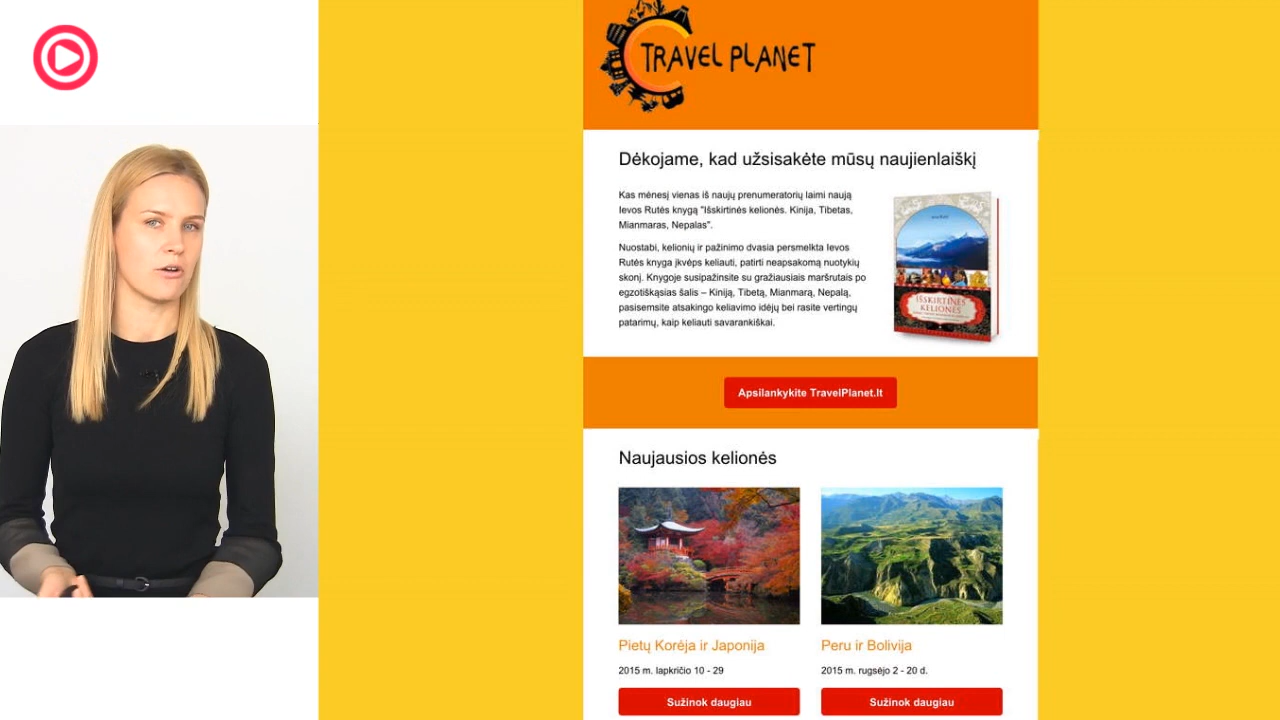 TRAVEL PLANET
Dėkojame, kad užsisakėte mūsų naujienlaiškį
Kas mėnesį vienas iš naujų prenumeratorių laimi naują
Ievos Rutės knygą "Išskirtinės kelionės. Kinija, Tibetas,
Mianmaras, Nepalas".
Nuostabi, kelionių ir pažinimo dvasia persmelkta Ievos
Rutės knyga įkvėps keliauti, patirti neapsakomą nuotykių
skonį. Knygoje susipažinsite su gražiausiais maršrutais po
egzotiškąsias šalis – Kiniją, Tibetą, Mianmarą, Nepalą,
pasisemsite atsakingo keliavimo idėjų bei rasite vertingų
patarimų, kaip keliauti savarankiškai.
IŠSKIRTINĖS
KELIONĖS
Apsilankykite TravelPlanet.lt
Naujausios kelionės
Pietų Korėja ir Japonija
2015 m. lapkričio 10 - 29
Sužinok daugiau
Peru ir Bolivija
2015 m. rugsėjo 2 - 20 d.
Sužinok daugiau